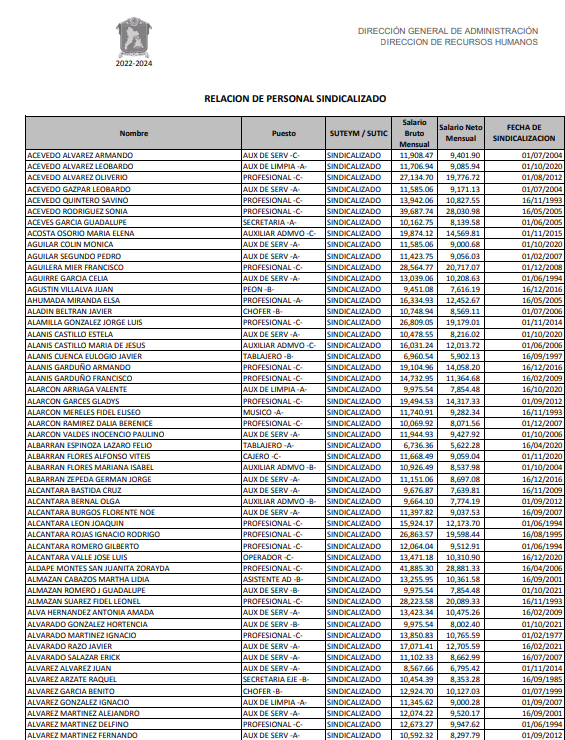 DIRECCIÓN GENERAL DE ADMINISTRACIÓN
DIRECCION DE RECURSOS HUMANOS
2022-2024
RELACION DE PERSONAL SINDICALIZADO
Nombre Puesto SUTEYM / SUTIC Salario Bruto Mensual Salario Neto Mensual FECHA DE SINDICALIZACION
ACEVEDO ALVAREZ ARMANDO AUX DE SERV -C- SINDICALIZADO 11,908.47 9,401.90 01/07/2004
ACEVEDO ALVAREZ LEOBARDO AUX DE LIMPIA -A- SINDICALIZADO 11,706.94 9,085.94 01/10/2020
ACEVEDO ALVAREZ OLIVERIO PROFESIONAL -C- SINDICALIZADO 27,134.70 19,776.72 01/08/2012
ACEVEDO GAZPAR LEOBARDO AUX DE SERV -A- SINDICALIZADO 11,585.06 9,171.13 01/07/2004
ACEVEDO QUINTERO SAVINO PROFESIONAL -C- SINDICALIZADO 13,942.06 10,827.55 16/11/1993
ACEVEDO RODRIGUEZ SONIA PROFESIONAL -C- SINDICALIZADO 39,687.74 28,030.98 16/05/2005
ACEVES GARCIA GUADALUPE SECRETARIA -A- SINDICALIZADO 10,162.75 8,139.58 01/06/2005
ACOSTA OSORIO MARIA ELENA AUXILIAR ADMVO -C- SINDICALIZADO 19,874.12 14,569.81 01/11/2015
AGUILAR COLIN MONICA AUX DE SERV -A- SINDICALIZADO 11,585.06 9,000.68 01/10/2020
AGUILAR SEGUNDO PEDRO AUX DE SERV -A- SINDICALIZADO 11,423.75 9,056.03 01/02/2007
AGUILERA MIER FRANCISCO PROFESIONAL -C- SINDICALIZADO 28,564.77 20,717.07 01/12/2008
AGUIRRE GARCIA CELIA AUX DE SERV -A- SINDICALIZADO 13,039.06 10,208.63 01/06/1994
AGUSTIN VILLALVA JUAN PEON -B- SINDICALIZADO 9,451.08 7,616.19 16/12/2016
AHUMADA MIRANDA ELSA PROFESIONAL -A- SINDICALIZADO 16,334.93 12,452.67 16/05/2005
ALADIN BELTRAN JAVIER CHOFER -B- SINDICALIZADO 10,748.94 8,569.11 01/07/2006
ALAMILLA GONZALEZ JORGE LUIS PROFESIONAL -C- SINDICALIZADO 26,809.05 19,179.01 01/11/2014
ALANIS CASTILLO ESTELA AUX DE SERV -A- SINDICALIZADO 10,478.55 8,216.02 01/10/2020
ALANIS CASTILLO MARIA DE JESUS AUXILIAR ADMVO -C- SINDICALIZADO 16,031.24 12,013.72 01/06/2006
ALANIS CUENCA EULOGIO JAVIER TABLAJERO -B- SINDICALIZADO 6,960.54 5,902.13 16/09/1997
ALANIS GARDUÑO ARMANDO PROFESIONAL -C- SINDICALIZADO 19,104.96 14,058.20 16/12/2016
ALANIS GARDUÑO FRANCISCO PROFESIONAL -C- SINDICALIZADO 14,732.95 11,364.68 16/02/2009
ALARCON ARRIAGA VALENTE AUX DE LIMPIA -A- SINDICALIZADO 9,975.54 7,854.48 16/10/2020
ALARCON GARCES GLADYS PROFESIONAL -C- SINDICALIZADO 19,494.53 14,317.33 01/09/2012
ALARCON MERELES FIDEL ELISEO MUSICO -A- SINDICALIZADO 11,740.91 9,282.34 16/11/1993
ALARCON RAMIREZ DALIA BERENICE PROFESIONAL -C- SINDICALIZADO 10,069.92 8,071.56 01/12/2007
ALARCON VALDES INOCENCIO PAULINO AUX DE SERV -A- SINDICALIZADO 11,944.93 9,427.92 01/10/2006
ALBARRAN ESPINOZA LAZARO FELIO TABLAJERO -A- SINDICALIZADO 6,736.36 5,622.28 16/04/2020
ALBARRAN FLORES ALFONSO VITEIS CAJERO -C- SINDICALIZADO 11,668.49 9,059.04 01/11/2020
ALBARRAN FLORES MARIANA ISABEL AUXILIAR ADMVO -B- SINDICALIZADO 10,926.49 8,537.98 01/10/2004
ALBARRAN ZEPEDA GERMAN JORGE AUX DE SERV -A- SINDICALIZADO 11,151.06 8,697.08 16/12/2016
ALCANTARA BASTIDA CRUZ AUX DE SERV -A- SINDICALIZADO 9,676.87 7,639.81 16/11/2009
ALCANTARA BERNAL OLGA AUXILIAR ADMVO -B- SINDICALIZADO 9,664.10 7,774.19 01/09/2012
ALCANTARA BURGOS FLORENTE NOE AUX DE SERV -A- SINDICALIZADO 11,397.82 9,037.53 16/09/2007
ALCANTARA LEON JOAQUIN PROFESIONAL -C- SINDICALIZADO 15,924.17 12,173.70 01/06/1994
ALCANTARA ROJAS IGNACIO RODRIGO PROFESIONAL -C- SINDICALIZADO 26,863.57 19,598.44 16/08/1995
ALCANTARA ROMERO GILBERTO PROFESIONAL -C- SINDICALIZADO 12,064.04 9,512.91 01/06/1994
ALCANTARA VALLE JOSE LUIS OPERADOR -C- SINDICALIZADO 13,471.18 10,310.90 16/12/2020
ALDAPE MONTES SAN JUANITA ZORAYDA PROFESIONAL -C- SINDICALIZADO 41,885.30 28,881.33 16/04/2006
ALMAZAN CABAZOS MARTHA LIDIA ASISTENTE AD -B- SINDICALIZADO 13,255.95 10,361.58 16/09/2001
ALMAZAN ROMERO J GUADALUPE AUX DE SERV -B- SINDICALIZADO 9,975.54 7,854.48 01/10/2021
ALMAZAN SUAREZ FIDEL LEONEL PROFESIONAL -C- SINDICALIZADO 28,223.58 20,089.33 16/11/1993
ALVA HERNANDEZ ANTONIA AMADA AUX DE SERV -A- SINDICALIZADO 13,423.34 10,475.26 16/02/2009
ALVARADO GONZALEZ HORTENCIA AUX DE SERV -B- SINDICALIZADO 9,975.54 8,002.40 01/10/2021
ALVARADO MARTINEZ IGNACIO PROFESIONAL -C- SINDICALIZADO 13,850.83 10,765.59 01/02/1977
ALVARADO RAZO JAVIER AUX DE SERV -A- SINDICALIZADO 17,071.41 12,705.59 16/12/2021
ALVARADO SALAZAR ERICK AUX DE SERV -A- SINDICALIZADO 11,102.33 8,662.99 16/07/2007
ALVAREZ ALVAREZ JUAN AUX DE SERV -A- SINDICALIZADO 8,567.66 6,795.42 01/11/2014
ALVAREZ ARZATE RAQUEL SECRETARIA EJE -B- SINDICALIZADO 10,454.39 8,353.28 16/09/1985
ALVAREZ GARCIA BENITO CHOFER -B- SINDICALIZADO 12,924.70 10,127.03 01/07/1999
ALVAREZ GONZALEZ IGNACIO AUX DE LIMPIA -A- SINDICALIZADO 11,345.62 9,000.28 01/09/2007
ALVAREZ MARTINEZ ALEJANDRO AUX DE SERV -A- SINDICALIZADO 12,074.22 9,520.17 16/09/2001
ALVAREZ MARTINEZ DELFINO PROFESIONAL -C- SINDICALIZADO 12,673.27 9,947.62 01/06/1994
ALVAREZ MARTINEZ FERNANDO AUX DE SERV -A- SINDICALIZADO 10,592.32 8,297.79 01/09/2012